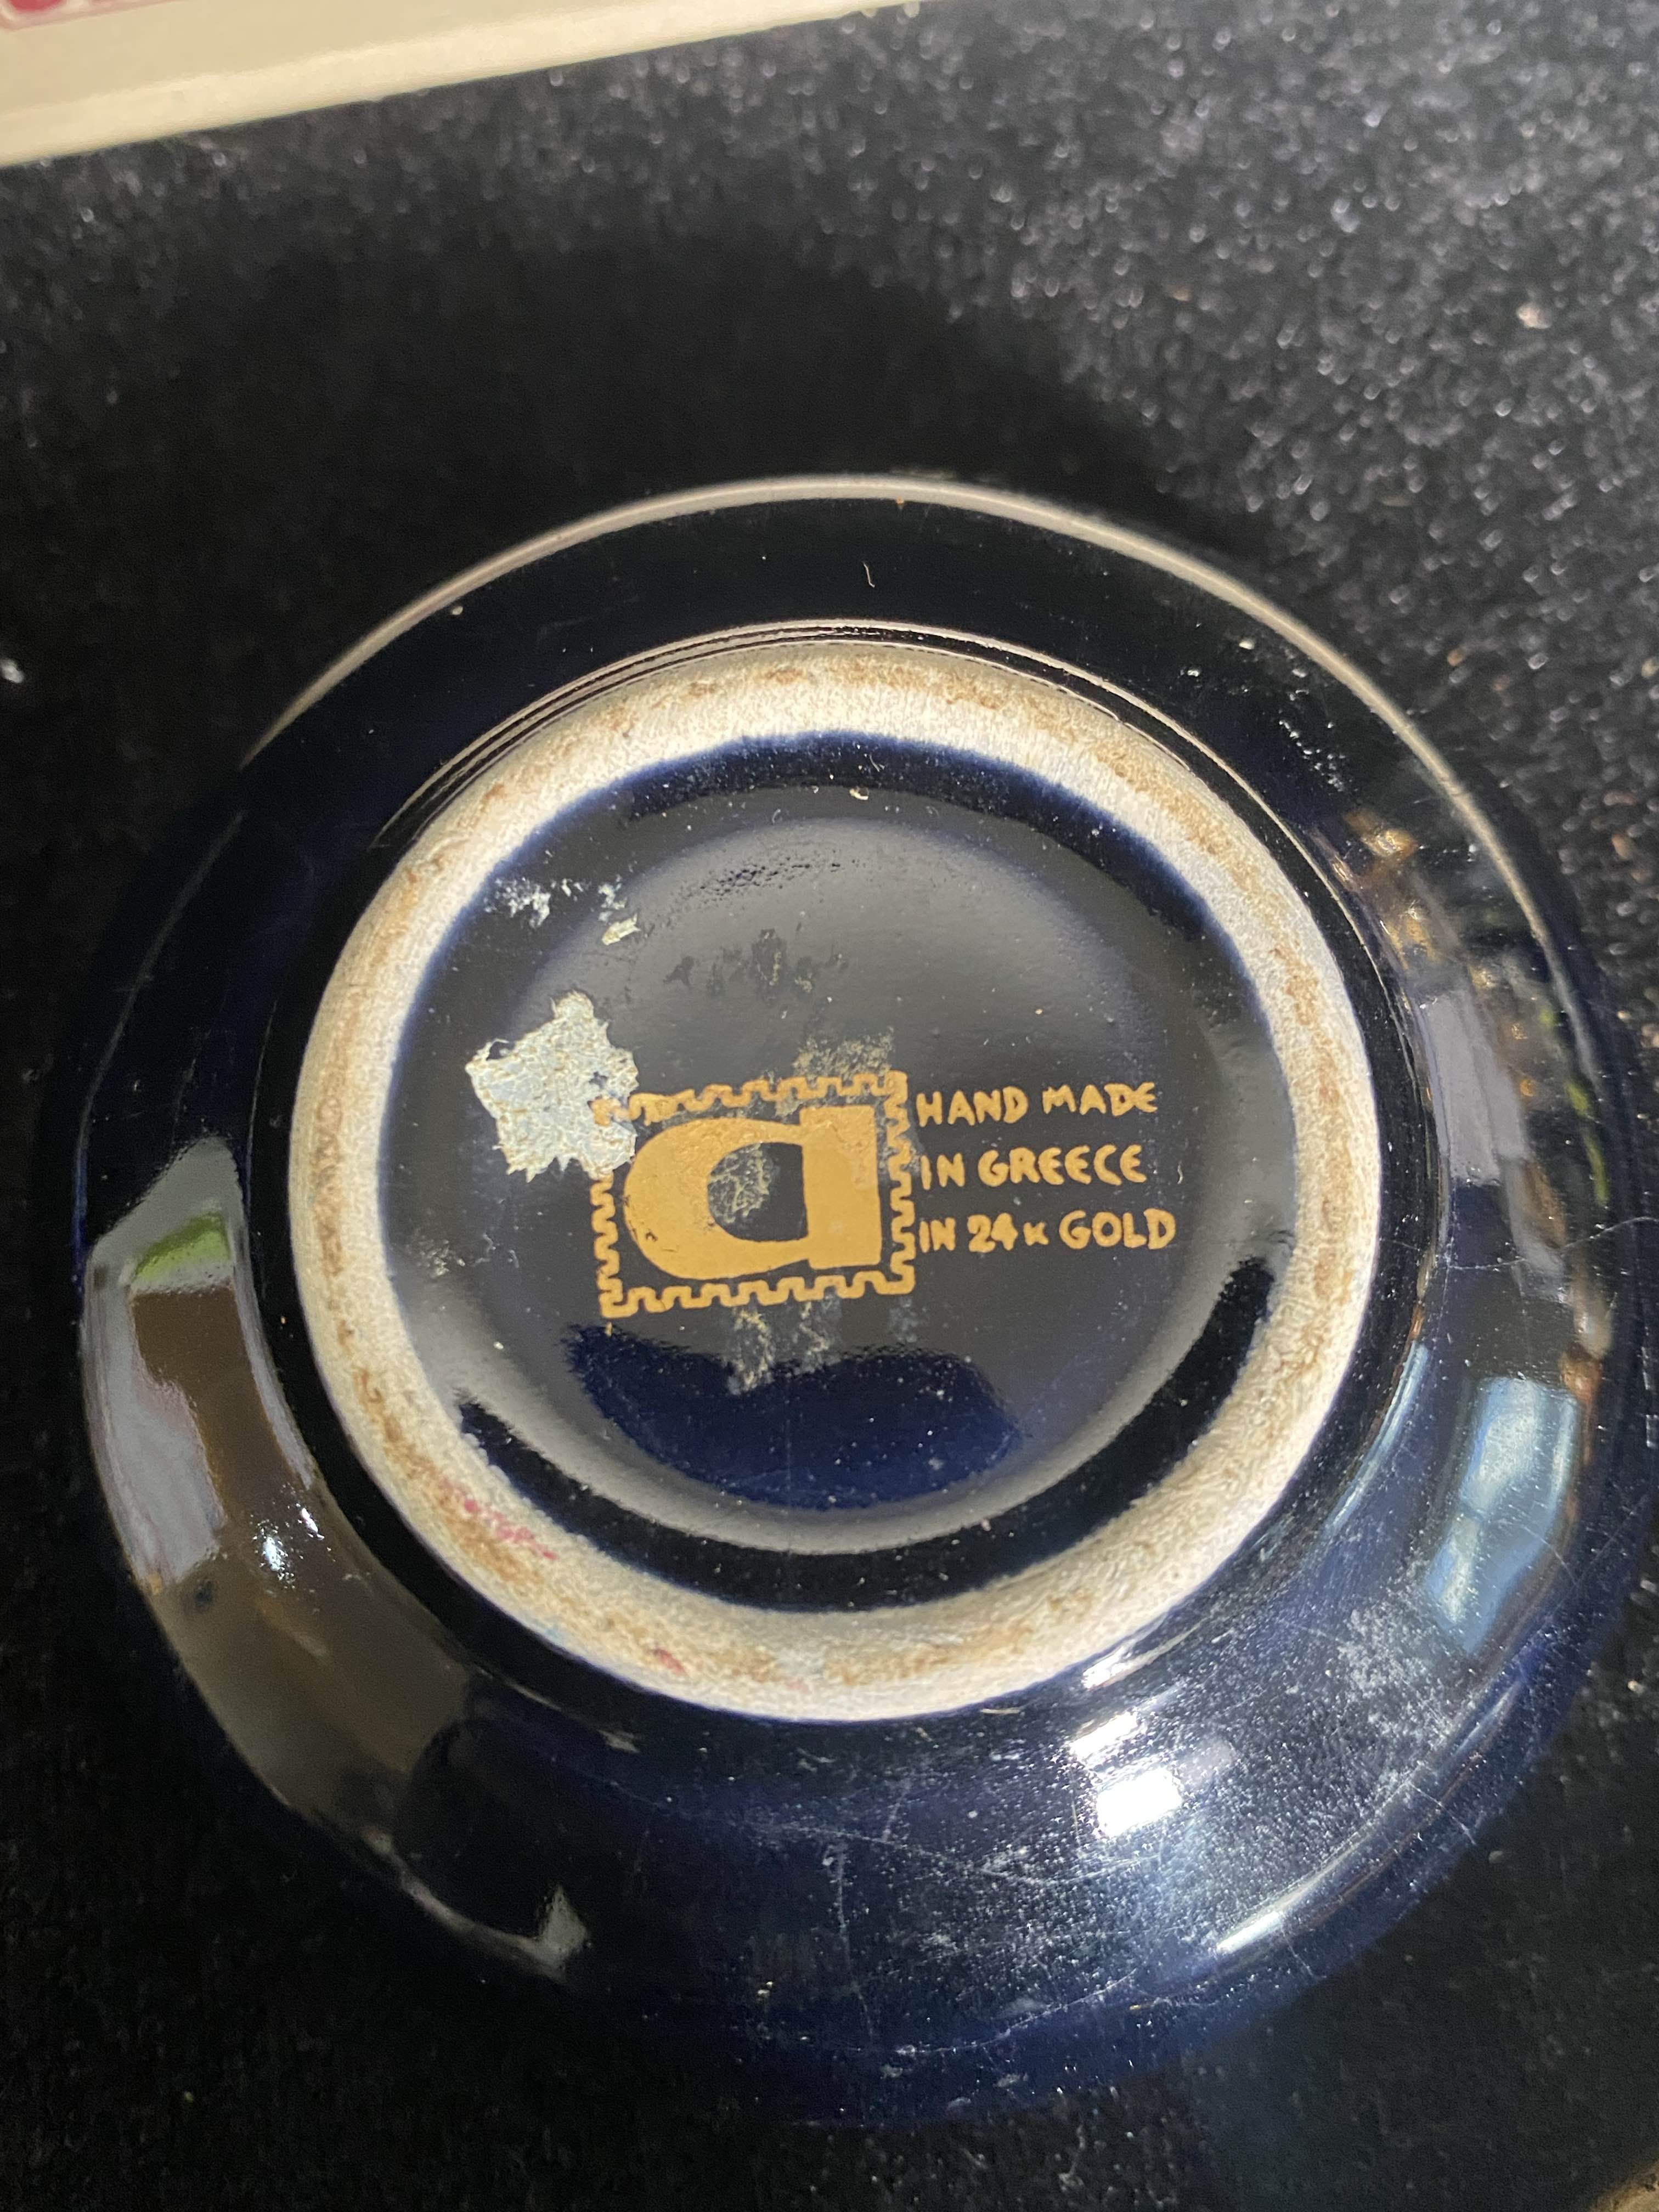 a
HAND MADE
IN GREECE
IN 24K GOLD